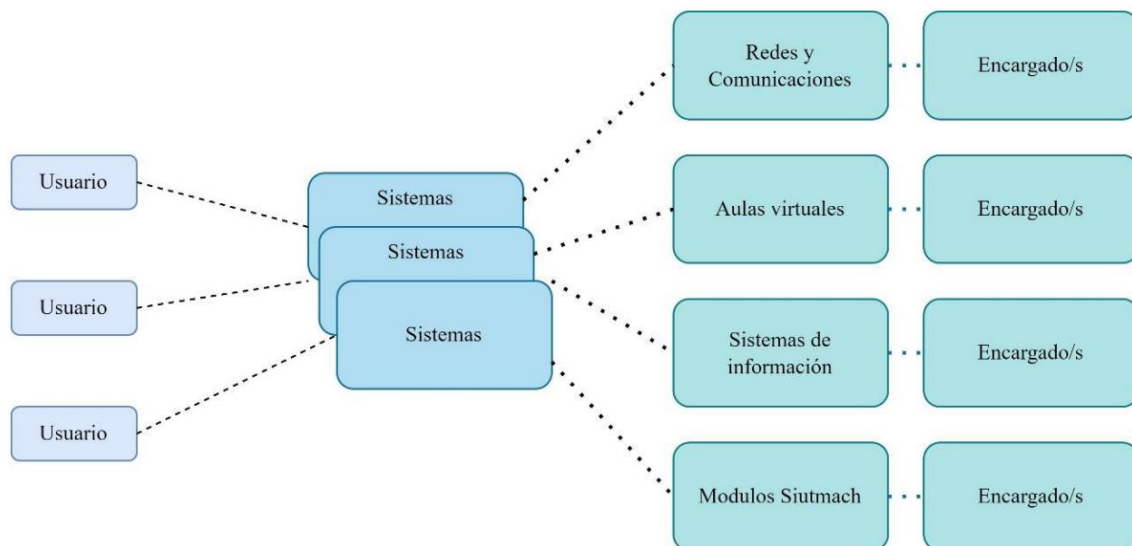 Usuario
Usuario
Usuario
Sistemas
Sistemas
Sistemas
Redes y
Comunicaciones
Encargado/s
Aulas virtuales
Encargado/s
Sistemas de
información
Encargado/s
Modulos Siutmach
Encargado/s